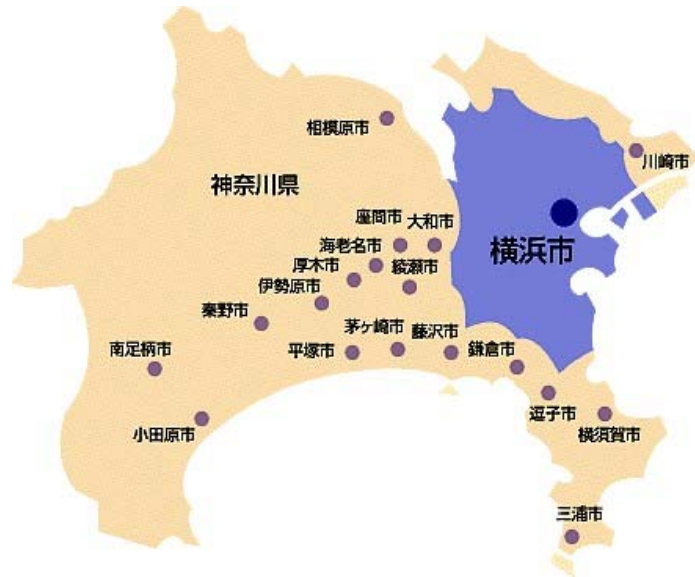 相模原市
川崎市
神奈川県
座間市
大和市
海老名市
横浜市
厚木市
綾瀬市
伊勢原市
秦野市
茅ヶ崎市
藤沢市
南足柄市
平塚市
鎌倉市
逗子市
横須賀市
小田原市
三浦市